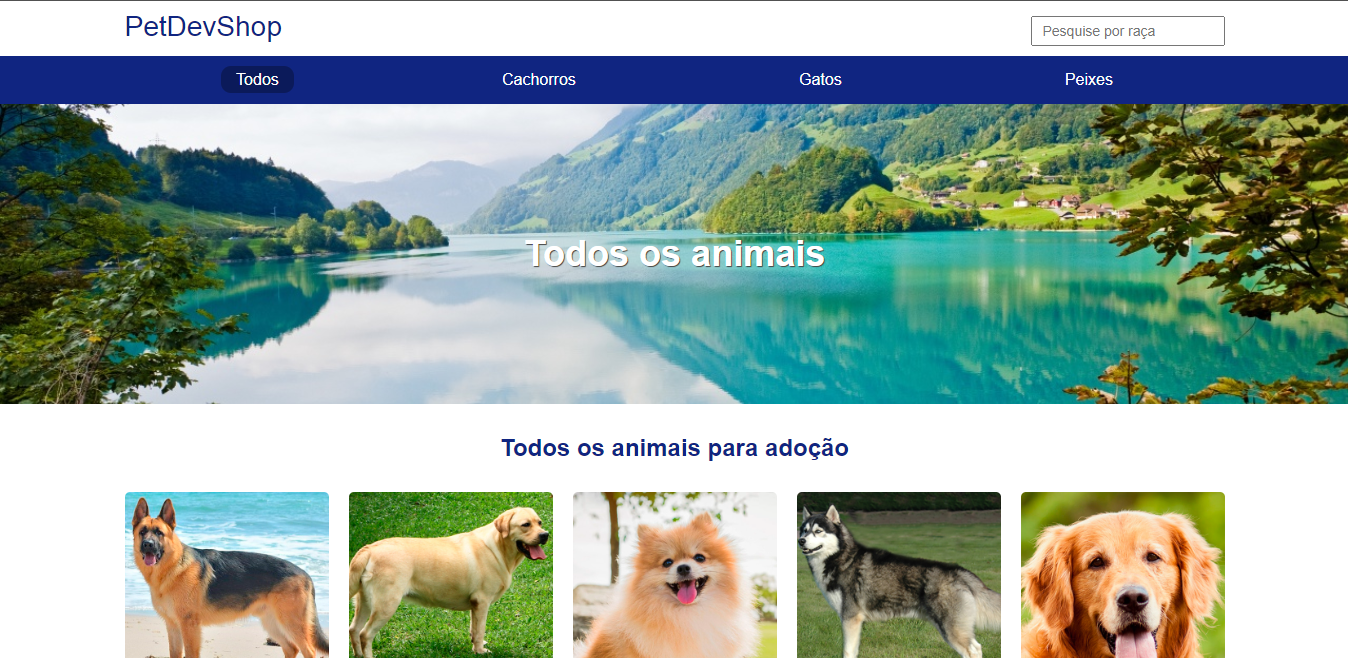 PetDevShop
Pesquise por raça
Todos
Cachorros
Gatos
Peixes
Todos os animais
Todos os animais para adoção